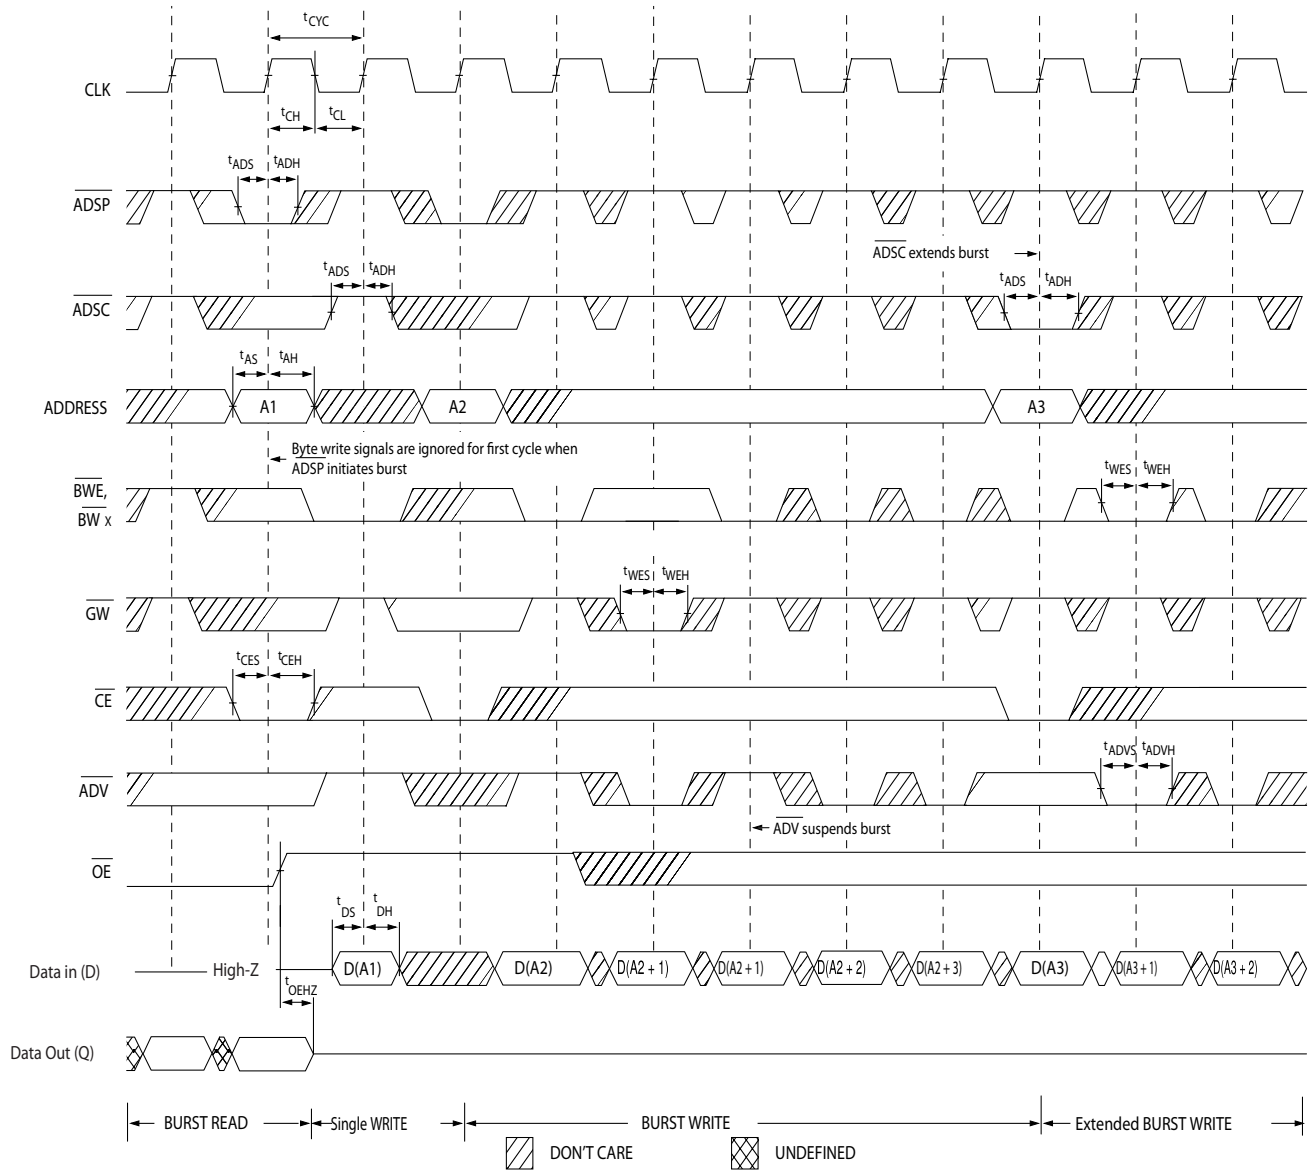 tCYC
CLK
tCH tCL
tADS tADH
ADSP
ADSC extends burst
tADS tADH
tADS tADH
ADSC
tAS tAH
ADDRESS A1 A2 A3
Byte write signals are ignored for first cycle when
ADSP initiates burst
tWES tWEH
BWE,
BW X
tWES tWEH
GW
tCES tCEH
CE
tADVS tADVH
ADV
ADV suspends burst
OE
tDS tDH
Data in (D) High-Z D(A1) D(A2) D(A2 + 1) D(A2 + 1) D(A2 + 2) D(A2 + 3) D(A3) D(A3 + 1) D(A3 + 2)
tOEHZ
Data Out (Q)
BURST READ Single WRITE BURST WRITE Extended BURST WRITE
DON'T CARE UNDEFINED